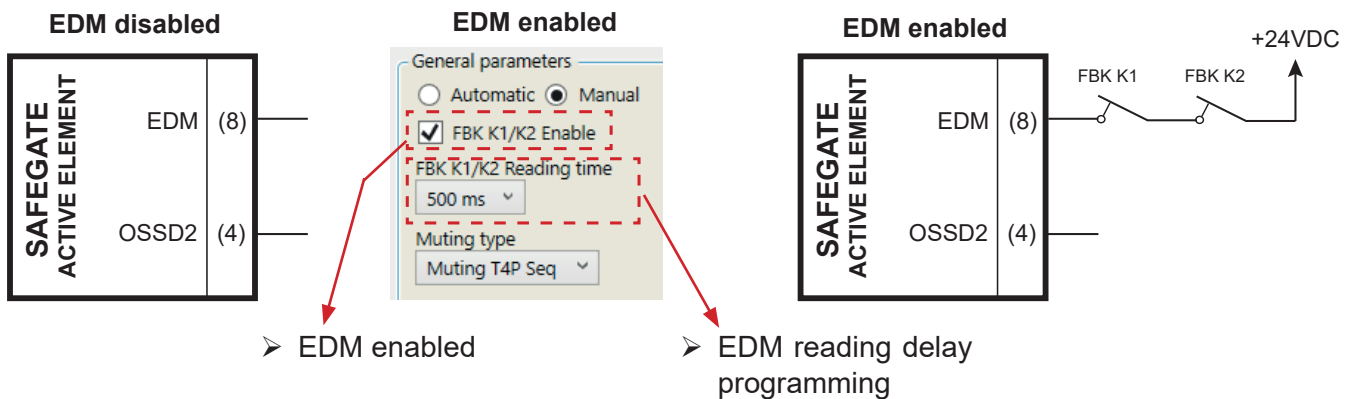 EDM disabled
SAFEGATE
ACTIVE ELEMENT
EDM (8)
OSSD2 (4)
EDM enabled
General parameters
Automatic Manual
FBK K1/K2 Enable
FBK K1/K2 Reading time
500 ms
Muting type
Muting T4P Seq
➢ EDM enabled
➢ EDM reading delay
programming
EDM enabled
SAFEGATE
ACTIVE ELEMENT
EDM (8)
OSSD2 (4)
FBK K1 FBK K2
+24VDC